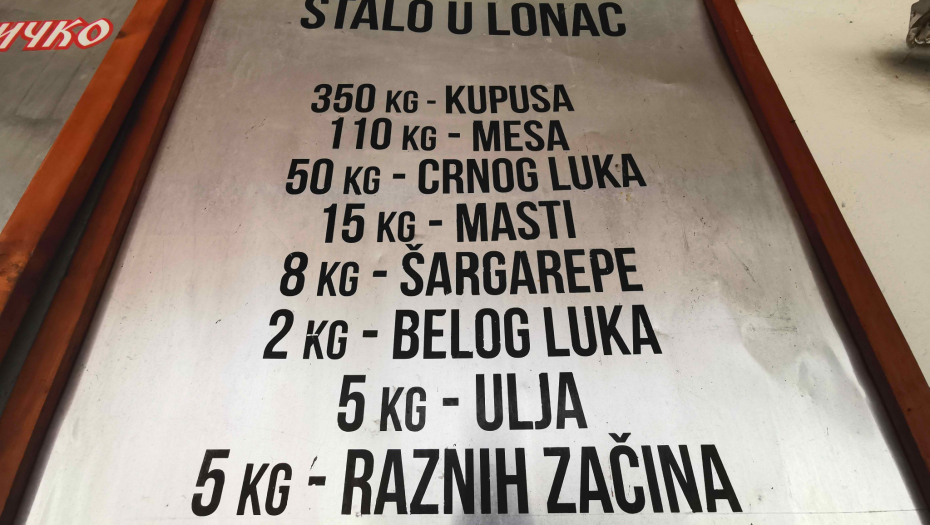 STALO U LONAC
ИЧКО
350 KG - KUPUSA
110 KG - MESA
50 KG - CRNOG LUKA
15 KG - MASTI
8 KG - ŠARGAREPE
2 KG - BELOG LUKA
5 KG - ULJA
5 KG - RAZNIH ZAČINA